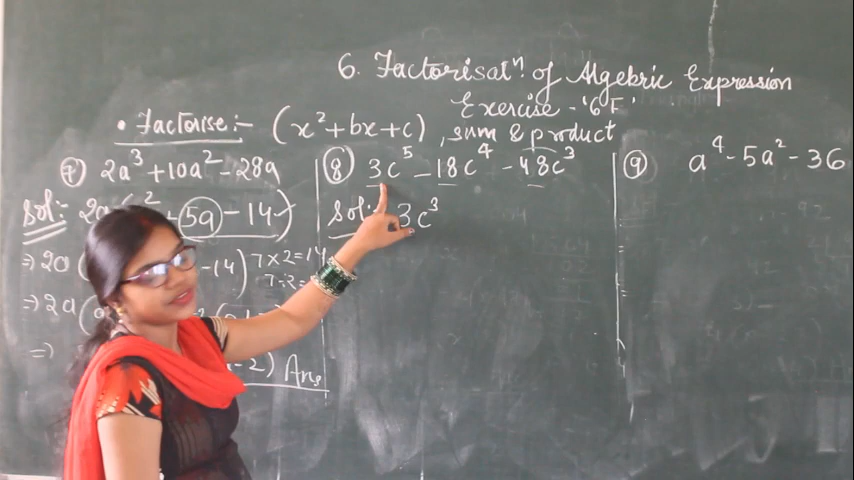 6. Factorisatⁿ of Algebric Expression
Exercise - '6F'
• Factorise:- (x²+bx+c), sum & product
⑦ 2a³+10a²-28a
Sol:- 2a
²+5a-14)
⇒ 2a( -14) 7×2=14
7-2=
⇒ 2a(a
⇒ -2) Ans
⑧ 3c⁵-18c⁴-48c³
Sol:- 3c³
⑨ a⁴-5a²-36